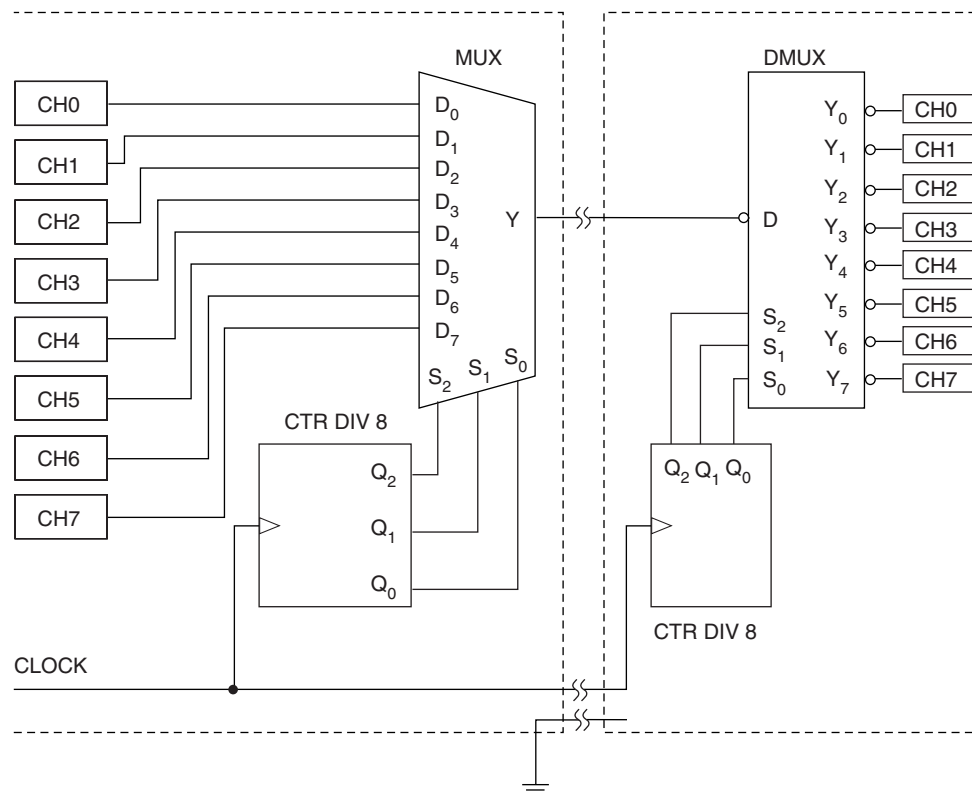 MUX
DMUX
CH0
CH1
CH2
CH3
CH4
CH5
CH6
CH7
D0
D1
D2
D3
D4
D5
D6
D7
Y
S2
S1
S0
CTR DIV 8
Q2
Q1
Q0
CLOCK
D
S2
S1
S0
Y0
Y1
Y2
Y3
Y4
Y5
Y6
Y7
CH0
CH1
CH2
CH3
CH4
CH5
CH6
CH7
Q2 Q1 Q0
CTR DIV 8